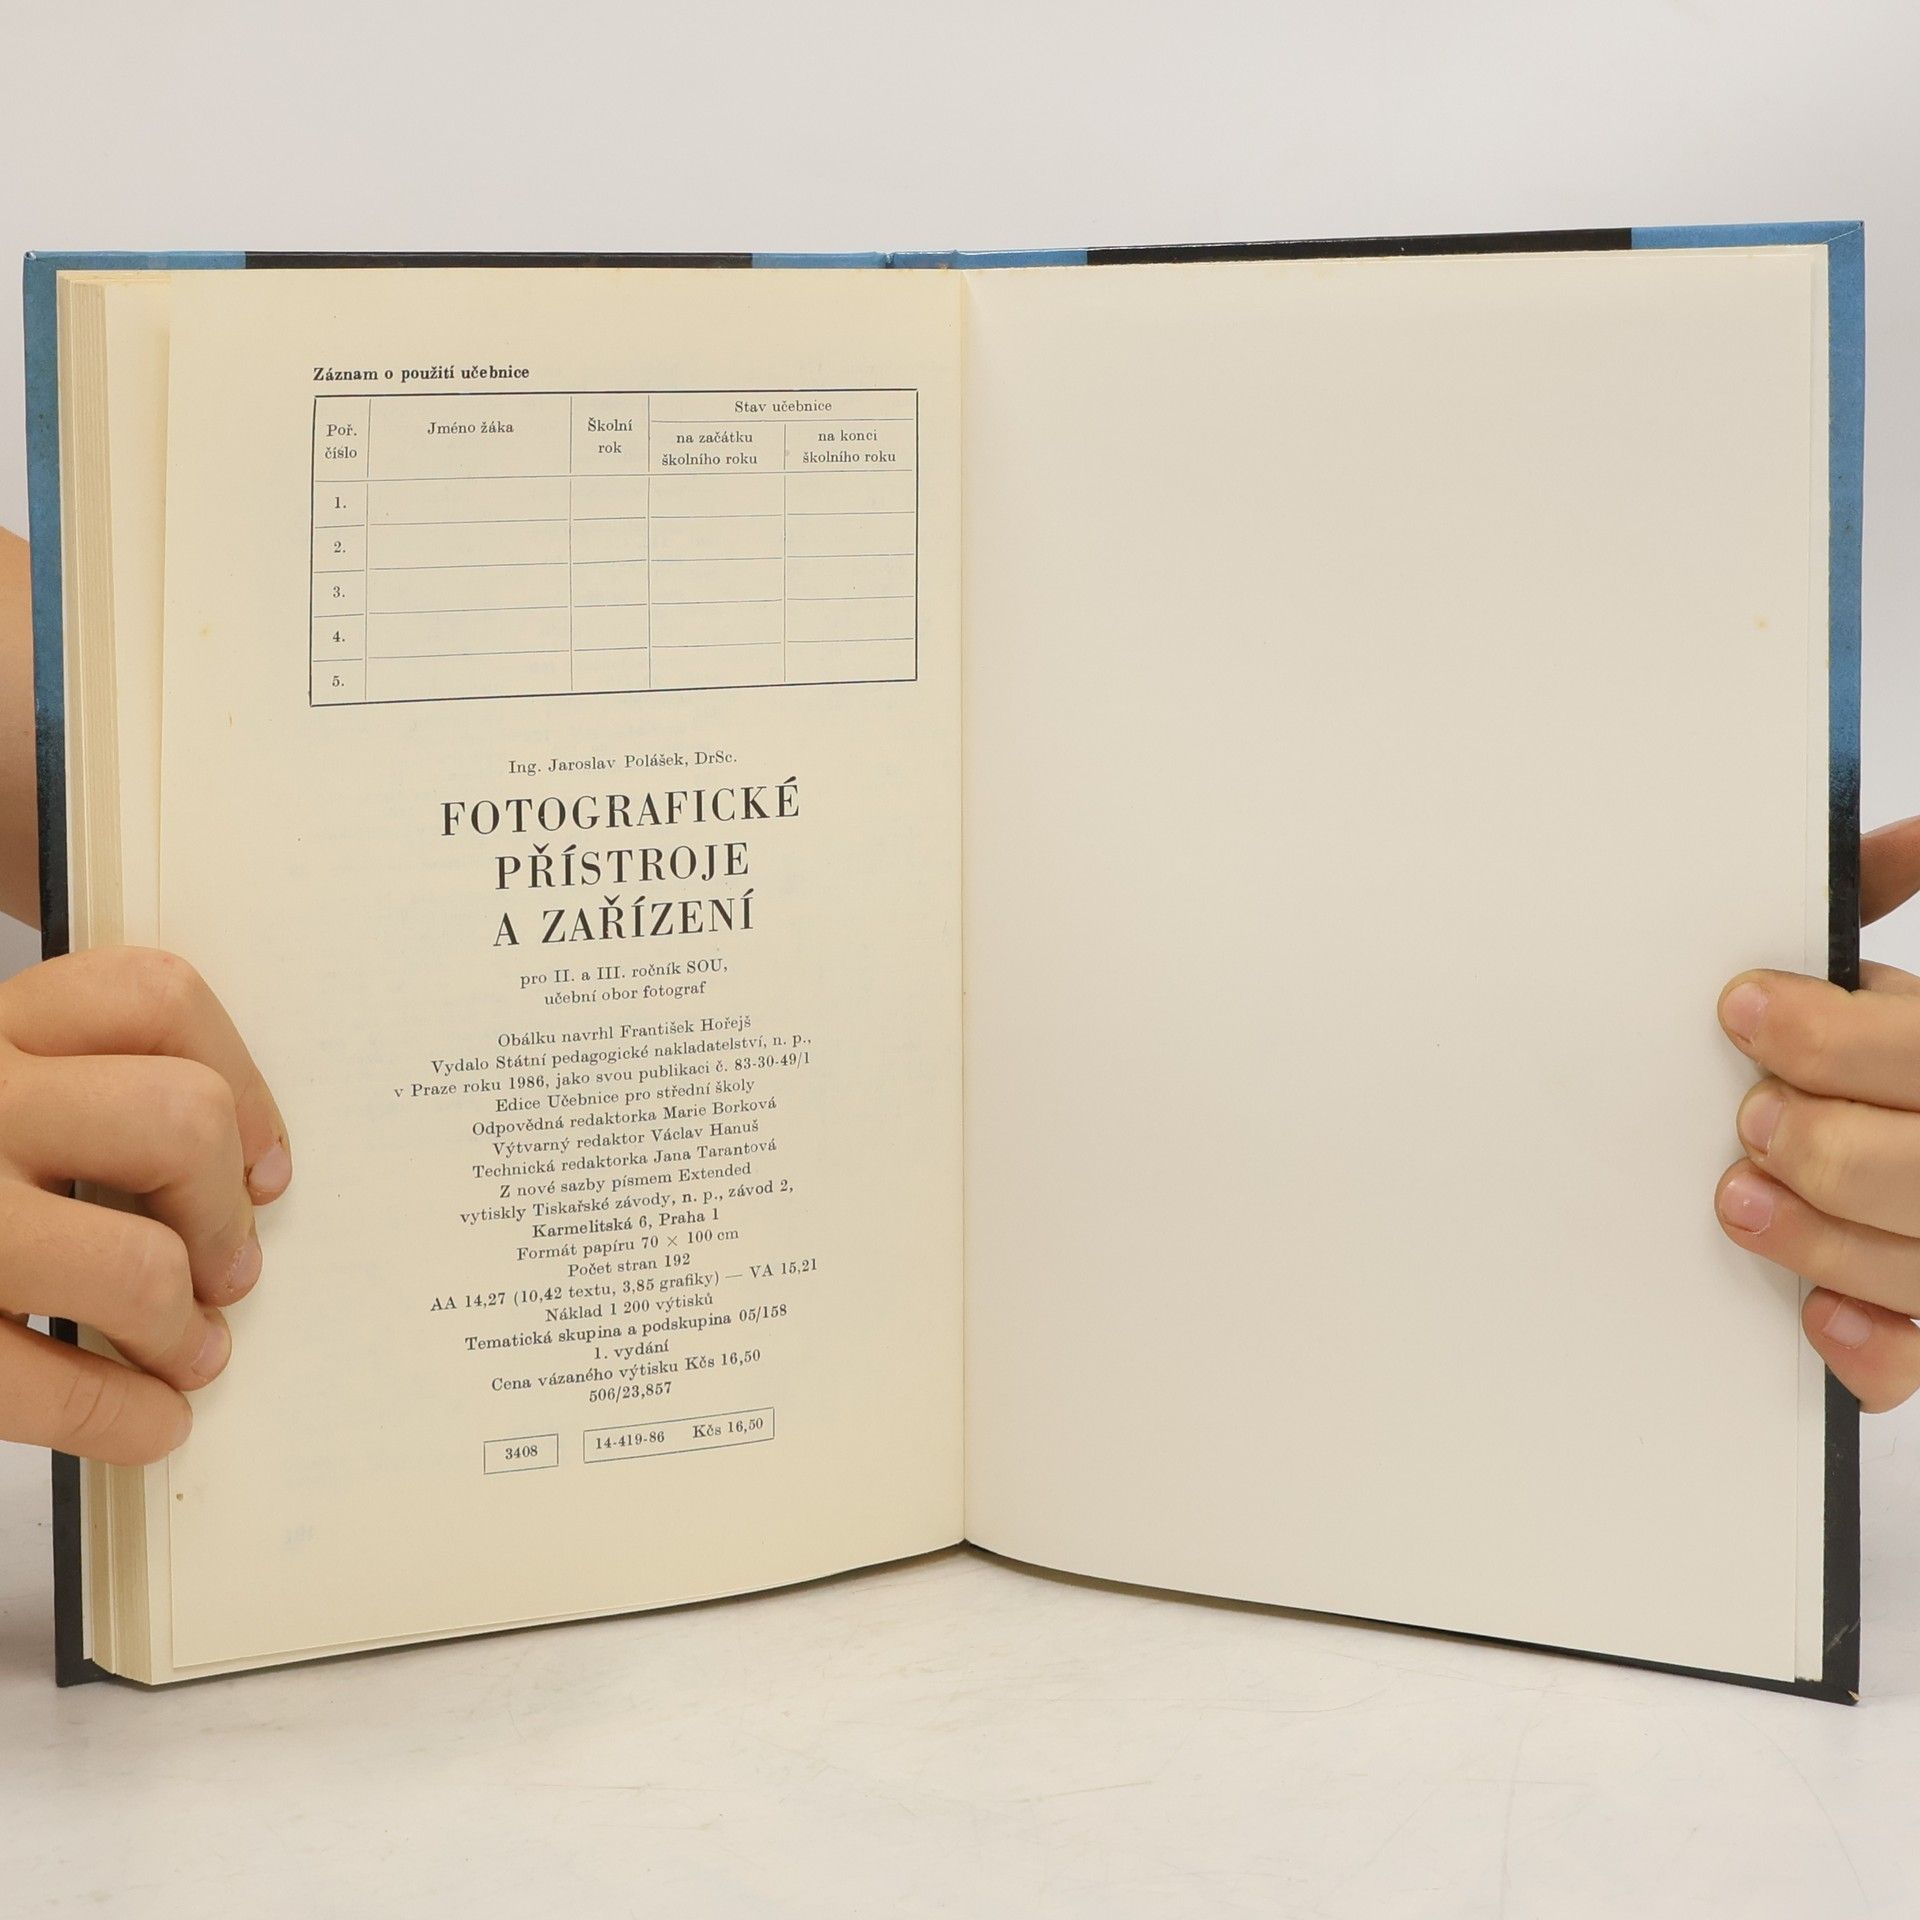 Záznam o použití učebnice
Poř. číslo
Jméno žáka
Školní rok
Stav učebnice
na začátku školního roku
na konci školního roku
1.
2.
3.
4.
5.
Ing. Jaroslav Polášek, DrSc.
FOTOGRAFICKÉ
PŘÍSTROJE
A ZAŘÍZENÍ
pro II. a III. ročník SOU,
učební obor fotograf
Obálku navrhl František Hořejš
Vydalo Státní pedagogické nakladatelství, n. p.,
v Praze roku 1986, jako svou publikaci č. 83-30-49/1
Edice Učebnice pro střední školy
Odpovědná redaktorka Marie Borková
Výtvarný redaktor Václav Hanuš
Technická redaktorka Jana Tarantová
Z nové sazby písmem Extended
vytiskly Tiskařské závody, n. p., závod 2,
Karmelitská 6, Praha 1
Formát papíru 70 × 100 cm
Počet stran 192
AA 14,27 (10,42 textu, 3,85 grafiky) — VA 15,21
Náklad 1 200 výtisků
Tematická skupina a podskupina 05/158
1. vydání
Cena vázaného výtisku Kčs 16,50
506/23,857
3408
14-419-86 Kčs 16,50